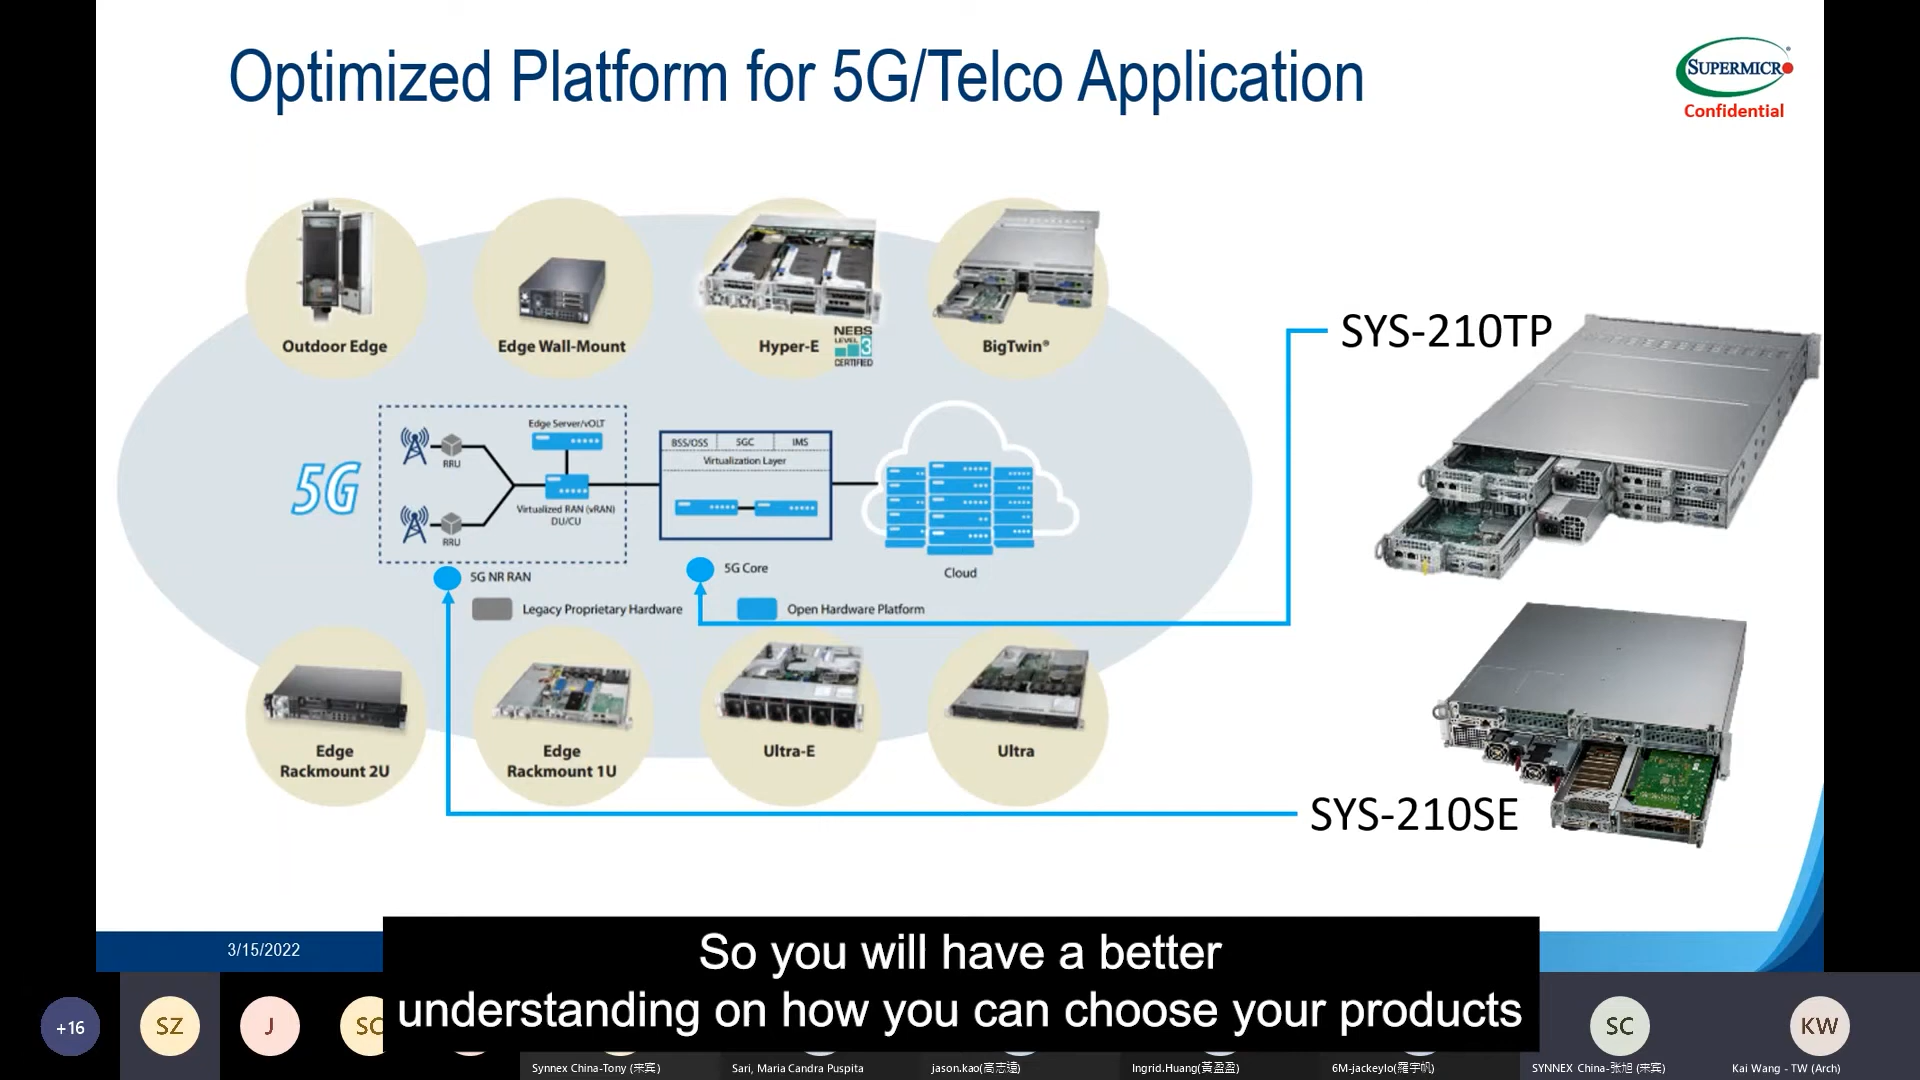 Optimized Platform for 5G/Telco Application
SUPERMICRO
Confidential
Outdoor Edge
Edge Wall-Mount
Hyper-E
NEBS
LEVEL 3
CERTIFIED
BigTwin®
SYS-210TP
5G
RRU
RRU
Edge Server/vOLT
Virtualized RAN (vRAN)
DU/CU
BSS/OSS 5GC IMS
Virtualization Layer
Cloud
5G NR RAN
5G Core
Legacy Proprietary Hardware
Open Hardware Platform
Edge
Rackmount 2U
Edge
Rackmount 1U
Ultra-E
Ultra
SYS-210SE
3/15/2022
So you will have a better
understanding on how you can choose your products
+16
SZ
J
SC
SC
KW
Synnex China-Tony (宋宾)
Sari, Maria Candra Puspita
jason.kao(高志遠)
Ingrid.Huang(黃盈盈)
6M-jackeylo(羅宇帆)
SYNNEX China-张旭 (宋宾)
Kai Wang - TW (Arch)